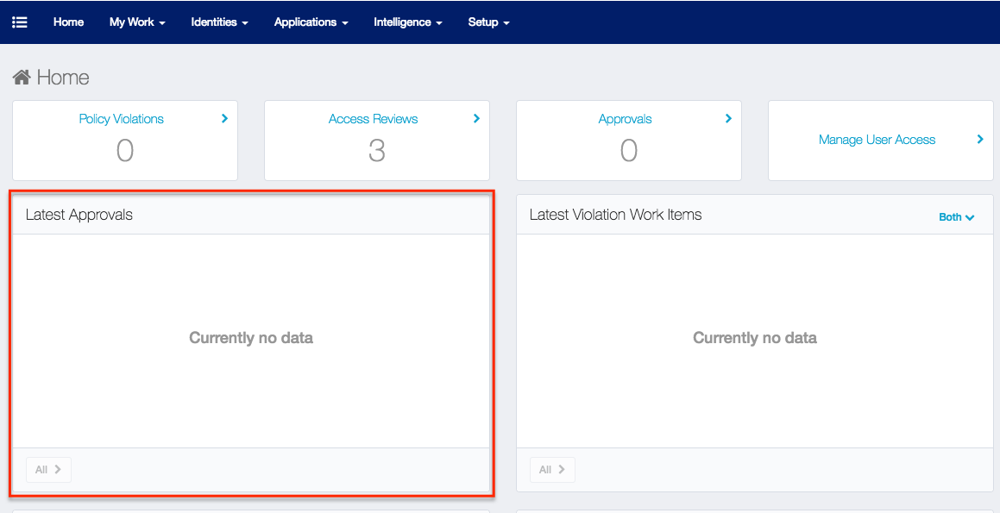 Home My Work Identities Applications Intelligence Setup
Home
Policy Violations
0
Access Reviews
3
Approvals
0
Manage User Access
Latest Approvals
Currently no data
All
Latest Violation Work Items
Both
Currently no data
All